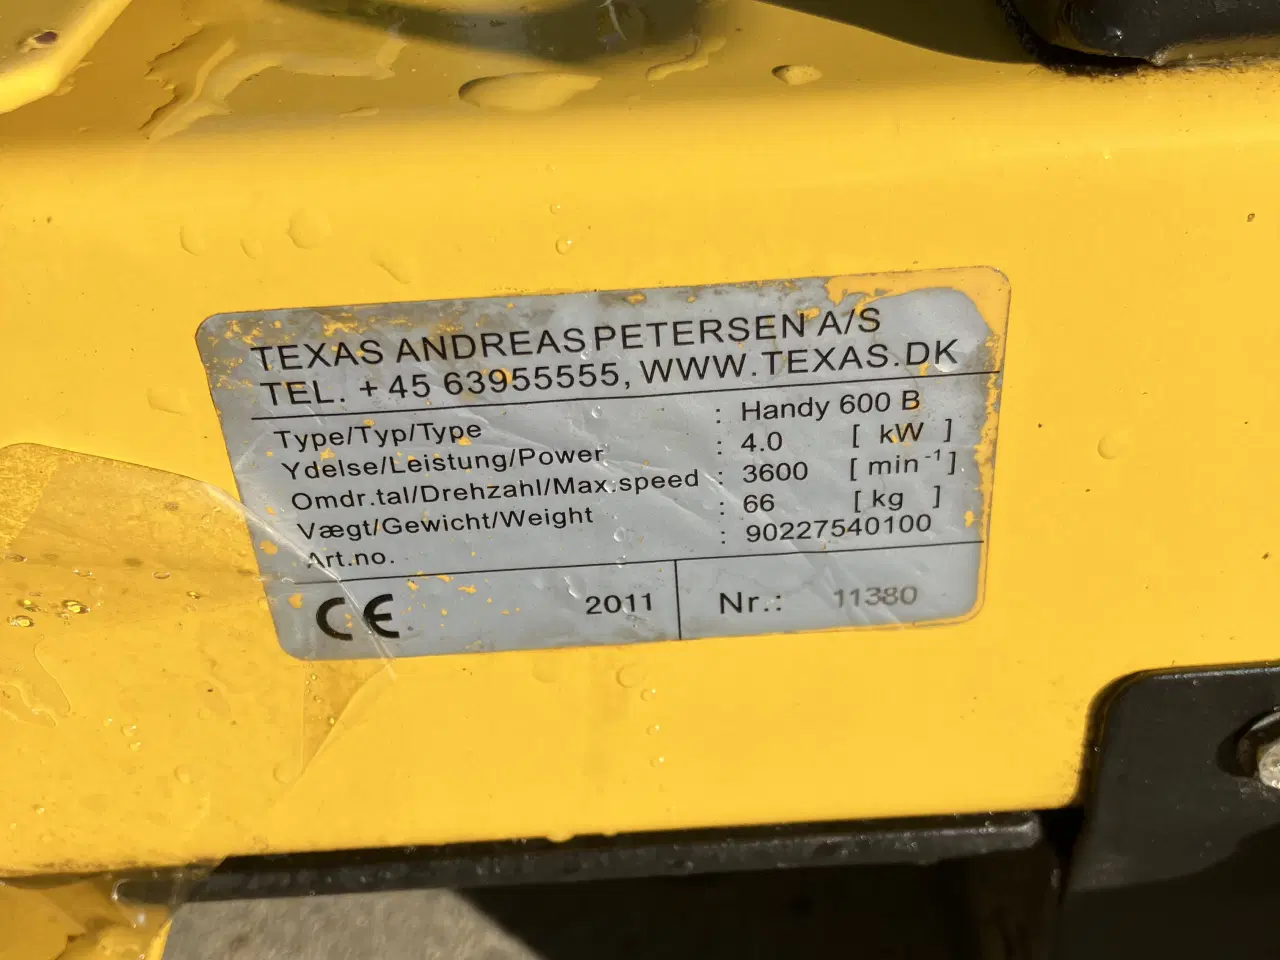 TEXAS ANDREAS PETERSEN A/S
TEL. + 45 63955555, WWW.TEXAS.DK
Type/Typ/Type : Handy 600 B
Ydelse/Leistung/Power : 4.0 [ kW ]
Omdr.tal/Drehzahl/Max.speed : 3600 [ min⁻¹]
Vægt/Gewicht/Weight : 66 [ kg ]
Art.no. : 90227540100
CE 2011 Nr.: 11380